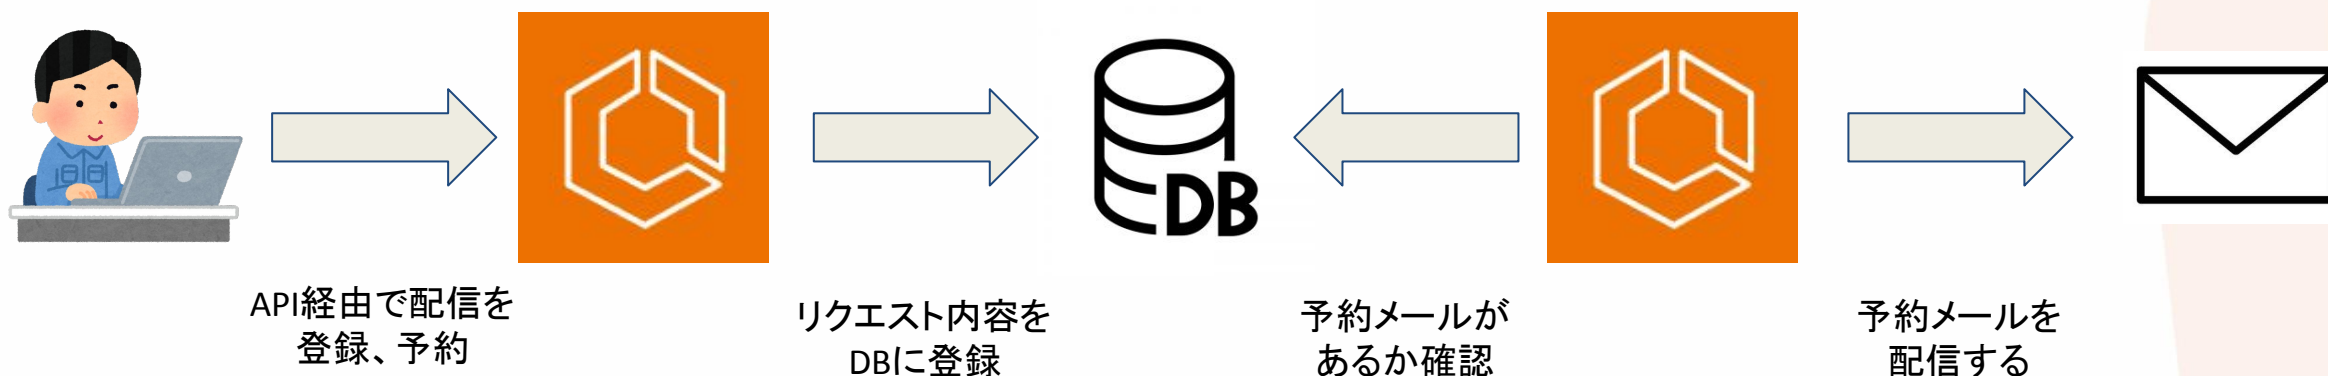 DB
API経由で配信を
登録、予約
リクエスト内容を
DBに登録
予約メールが
あるか確認
予約メールを
配信する